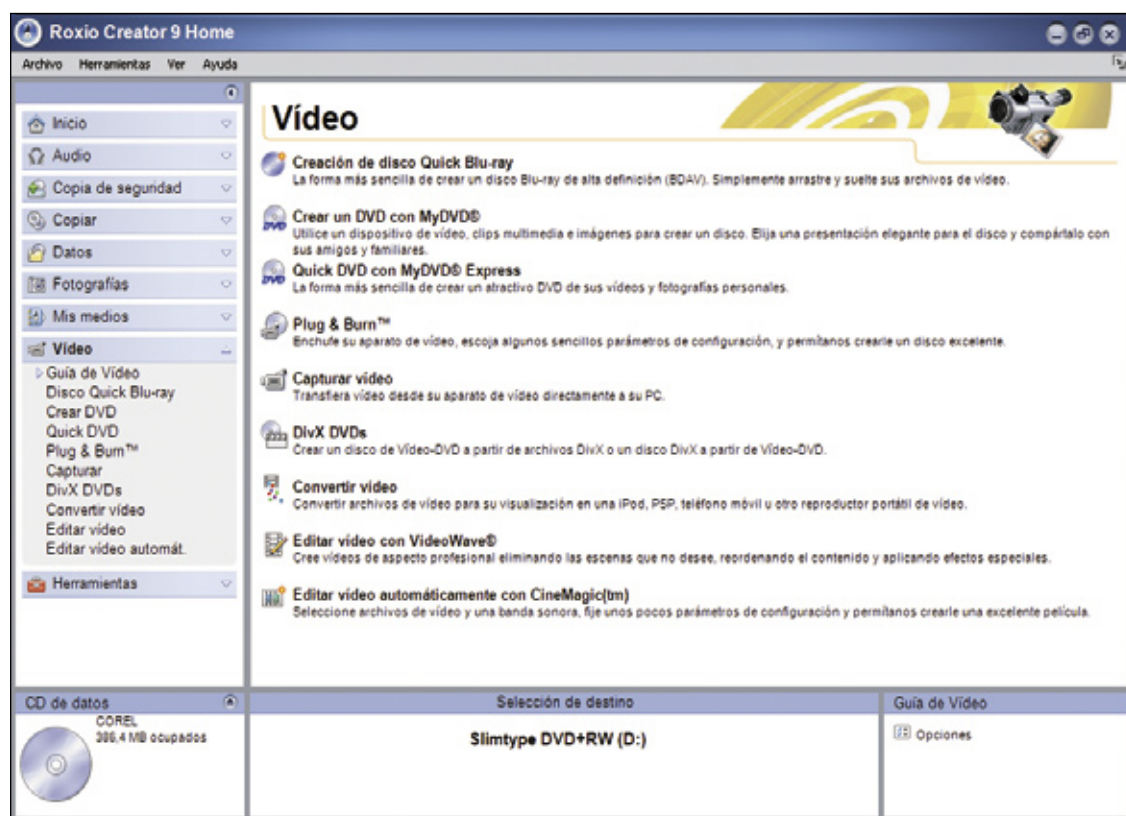 Roxio Creator 9 Home
Archivo Herramientas Ver Ayuda
Inicio
Audio
Copia de seguridad
Copiar
Datos
Fotografías
Mis medios
Vídeo
Guía de Vídeo
Disco Quick Blu-ray
Crear DVD
Quick DVD
Plug & Burn™
Capturar
DivX DVDs
Convertir vídeo
Editar vídeo
Editar vídeo automát.
Herramientas
Vídeo
Creación de disco Quick Blu-ray
La forma más sencilla de crear un disco Blu-ray de alta definición (BDAV). Simplemente arrastre y suelte sus archivos de vídeo.
Crear un DVD con MyDVD®
Utilice un dispositivo de vídeo, clips multimedia e imágenes para crear un disco. Elija una presentación elegante para el disco y compártalo con
sus amigos y familiares.
Quick DVD con MyDVD® Express
La forma más sencilla de crear un atractivo DVD de sus vídeos y fotografías personales.
Plug & Burn™
Enchufe su aparato de vídeo, escoja algunos sencillos parámetros de configuración, y permítanos crearle un disco excelente.
Capturar vídeo
Transfiera vídeo desde su aparato de vídeo directamente a su PC.
DivX DVDs
Crear un disco de Vídeo-DVD a partir de archivos DivX o un disco DivX a partir de Vídeo-DVD.
Convertir vídeo
Convertir archivos de vídeo para su visualización en una iPod, PSP, teléfono móvil u otro reproductor portátil de vídeo.
Editar vídeo con VideoWave®
Cree vídeos de aspecto profesional eliminando las escenas que no desee, reordenando el contenido y aplicando efectos especiales.
Editar vídeo automáticamente con CineMagic(tm)
Seleccione archivos de vídeo y una banda sonora, fije unos pocos parámetros de configuración y permítanos crearle una excelente película.
CD de datos
COREL
386,4 MB ocupados
Selección de destino
Slimtype DVD+RW (D:)
Guía de Vídeo
Opciones